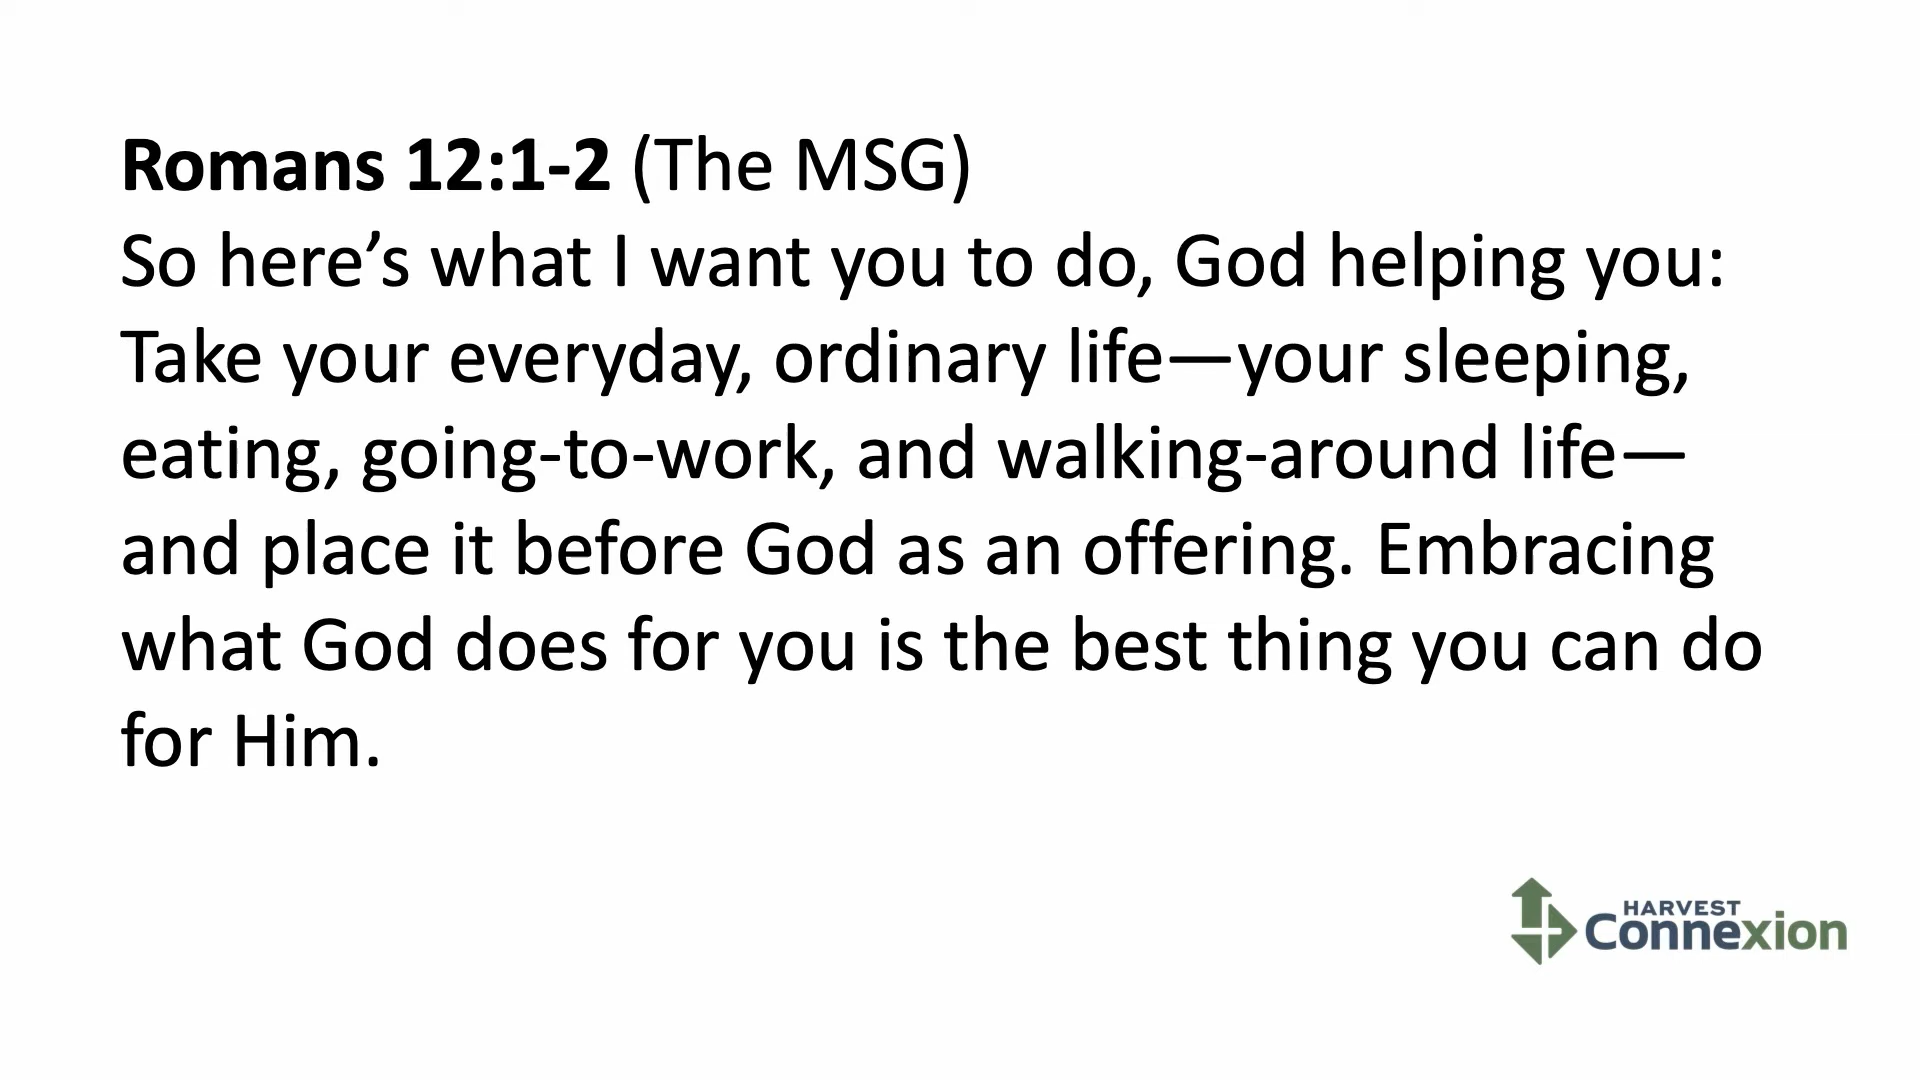 Romans 12:1-2 (The MSG)
So here’s what I want you to do, God helping you:
Take your everyday, ordinary life—your sleeping,
eating, going-to-work, and walking-around life—
and place it before God as an offering. Embracing
what God does for you is the best thing you can do
for Him.
HARVEST
Connexion